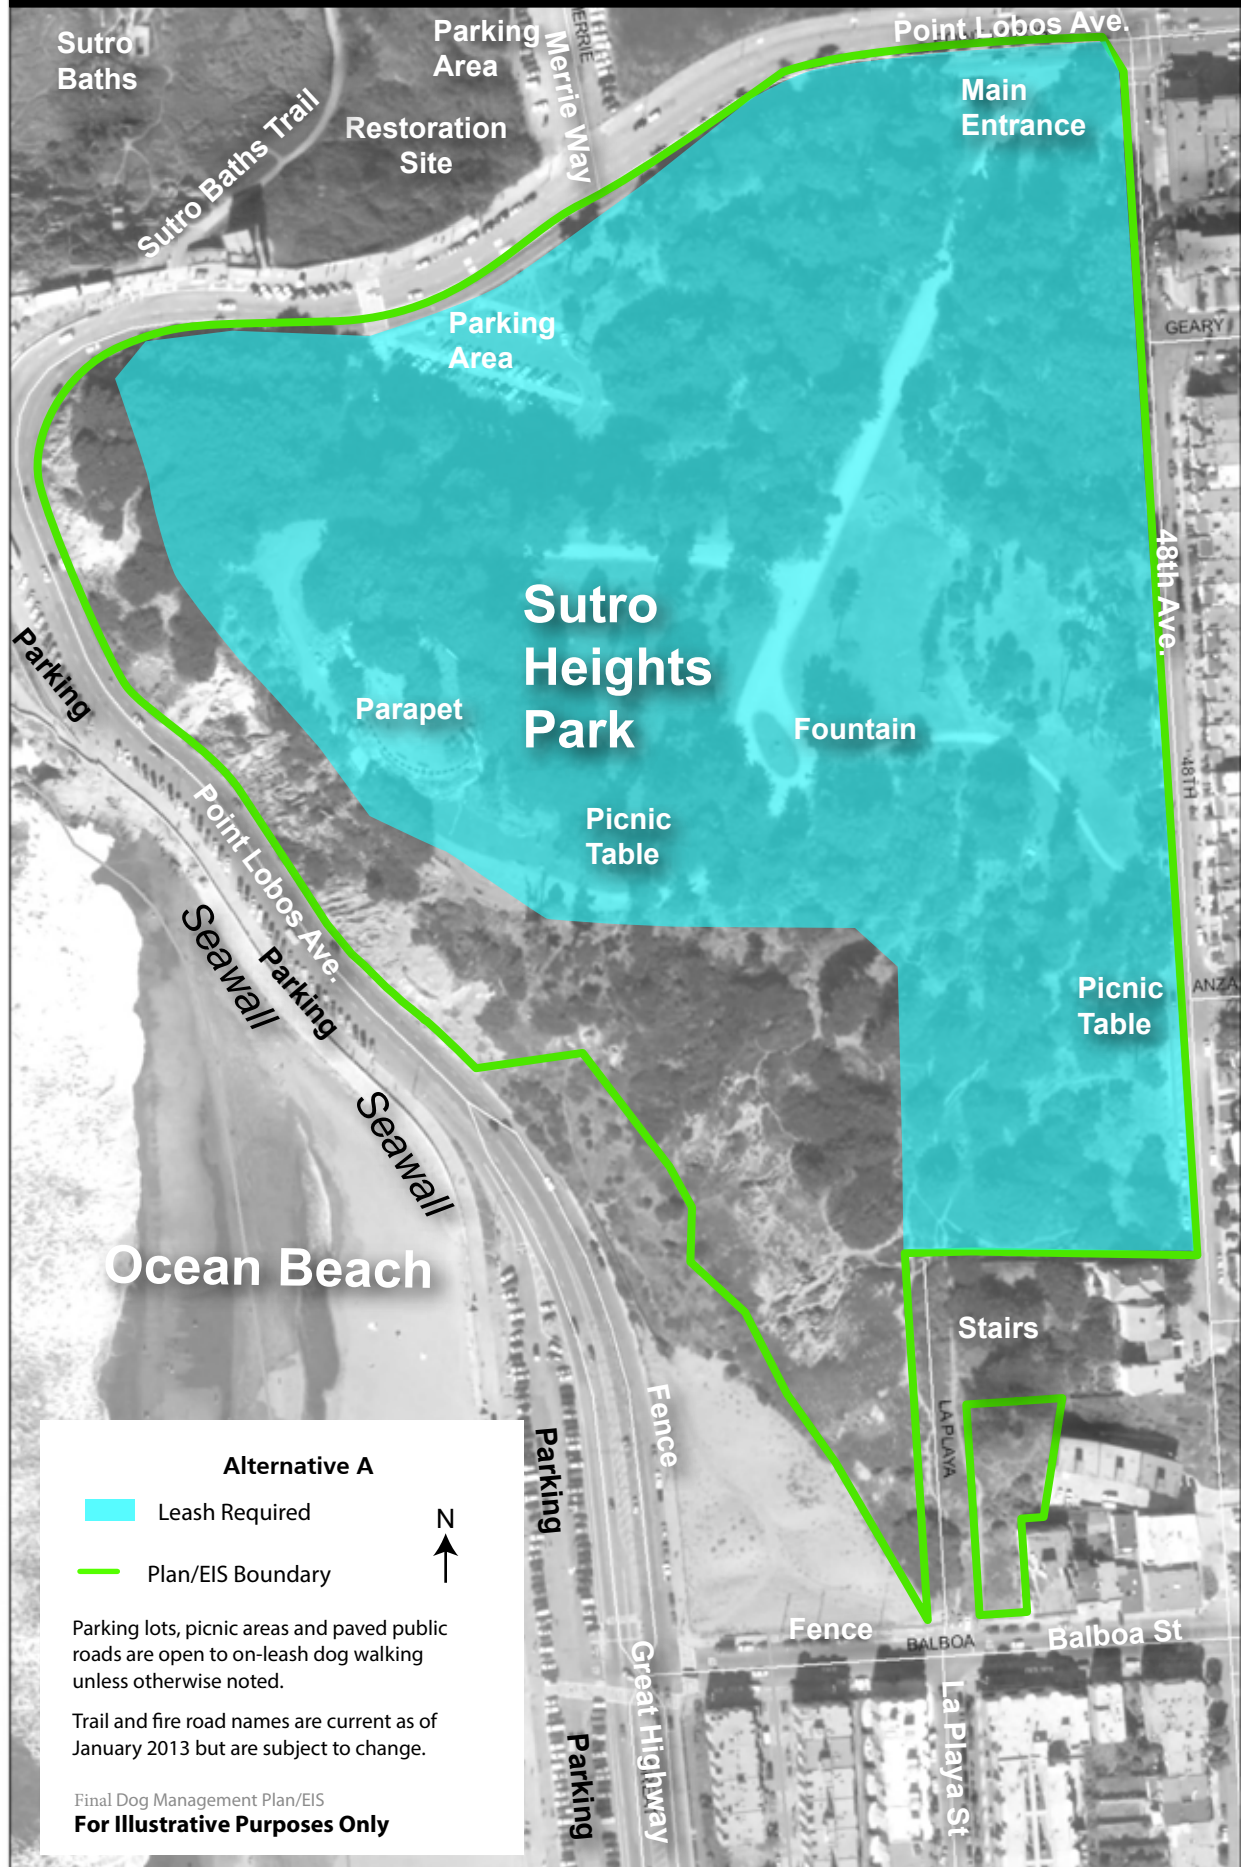 Sutro
Baths
Parking
Area
MERRIE
Merrie Way
Point Lobos Ave.
Main
Entrance
Restoration
Site
Sutro Baths Trail
Parking
Area
GEARY
48th Ave.
48TH
Sutro
Heights
Park
Parapet
Fountain
Picnic
Table
Parking
Point Lobos Ave.
Seawall
Parking
Picnic
Table
ANZA
Seawall
Ocean Beach
Stairs
Fence
LA PLAYA
Parking
Fence
BALBOA
Balboa St
Great Highway
La Playa St
Parking
Alternative A
Leash Required
N
Plan/EIS Boundary
Parking lots, picnic areas and paved public
roads are open to on-leash dog walking
unless otherwise noted.
Trail and fire road names are current as of
January 2013 but are subject to change.
Final Dog Management Plan/EIS
For Illustrative Purposes Only